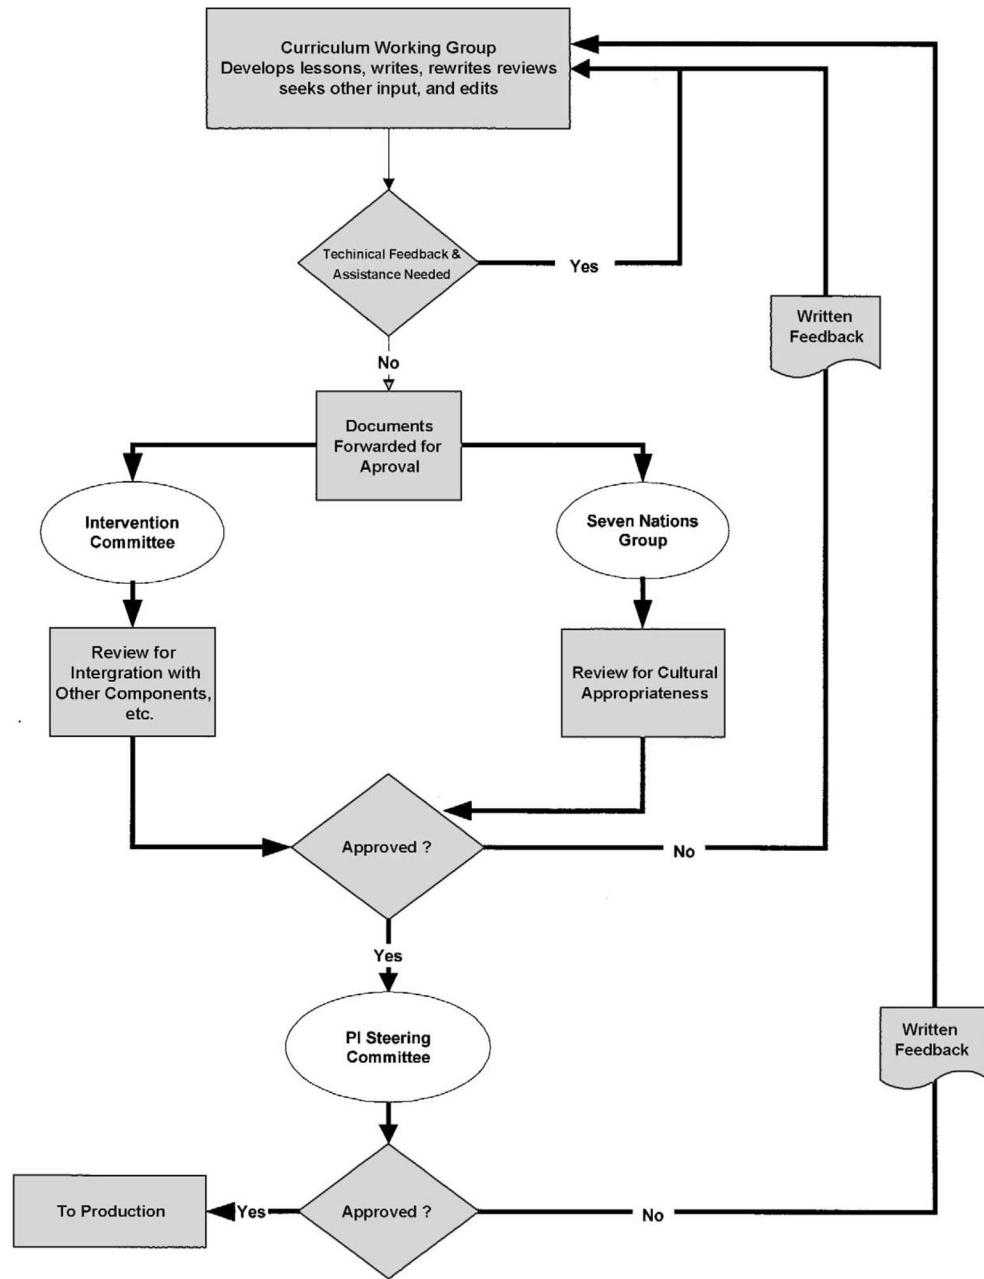 Curriculum Working Group
Develops lessons, writes, rewrites reviews
seeks other input, and edits
Techinical Feedback &
Assistance Needed
Yes
Written
Feedback
No
Documents
Forwarded for
Aproval
Intervention
Committee
Seven Nations
Group
Review for
Intergration with
Other Components,
etc.
Review for Cultural
Appropriateness
Approved ?
No
Yes
PI Steering
Committee
Written
Feedback
To Production
Yes
Approved ?
No